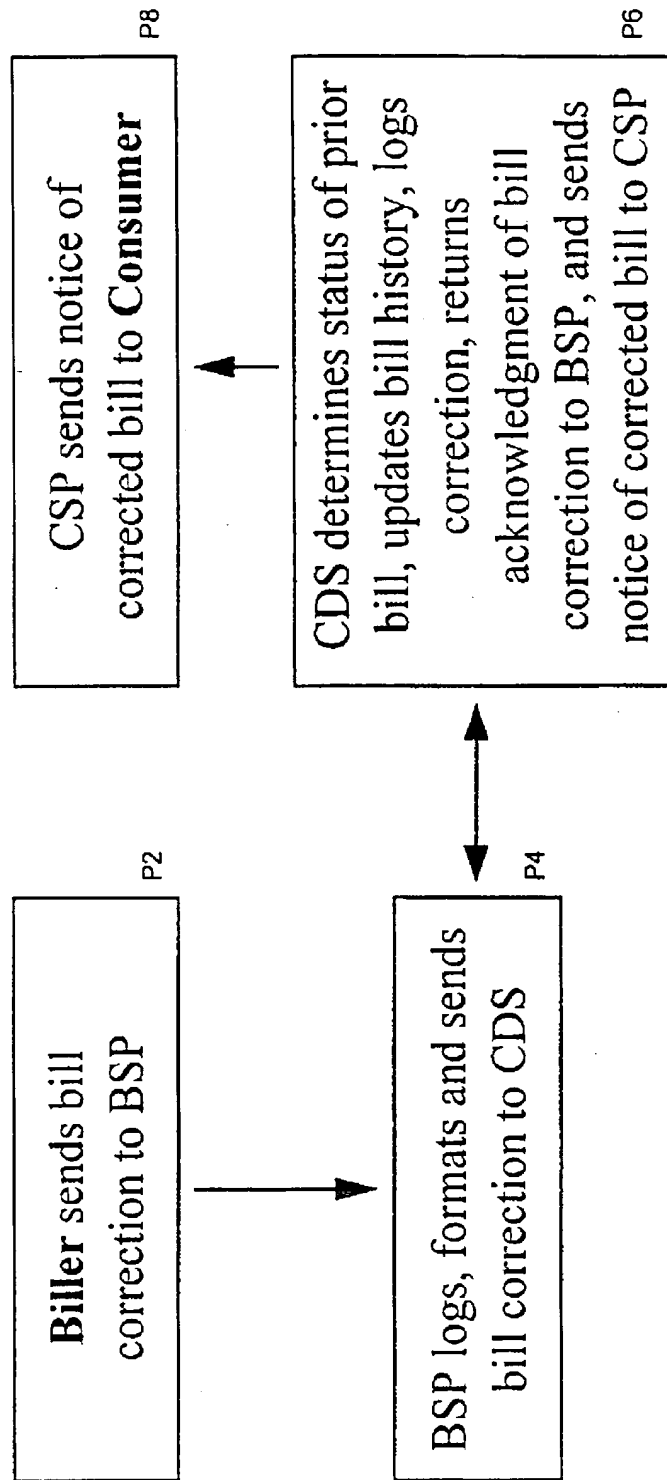 Biller sends bill
correction to BSP
P2
BSP logs, formats and sends
bill correction to CDS
P4
CDS determines status of prior
bill, updates bill history, logs
correction, returns
acknowledgment of bill
correction to BSP, and sends
notice of corrected bill to CSP
P6
CSP sends notice of
corrected bill to Consumer
P8